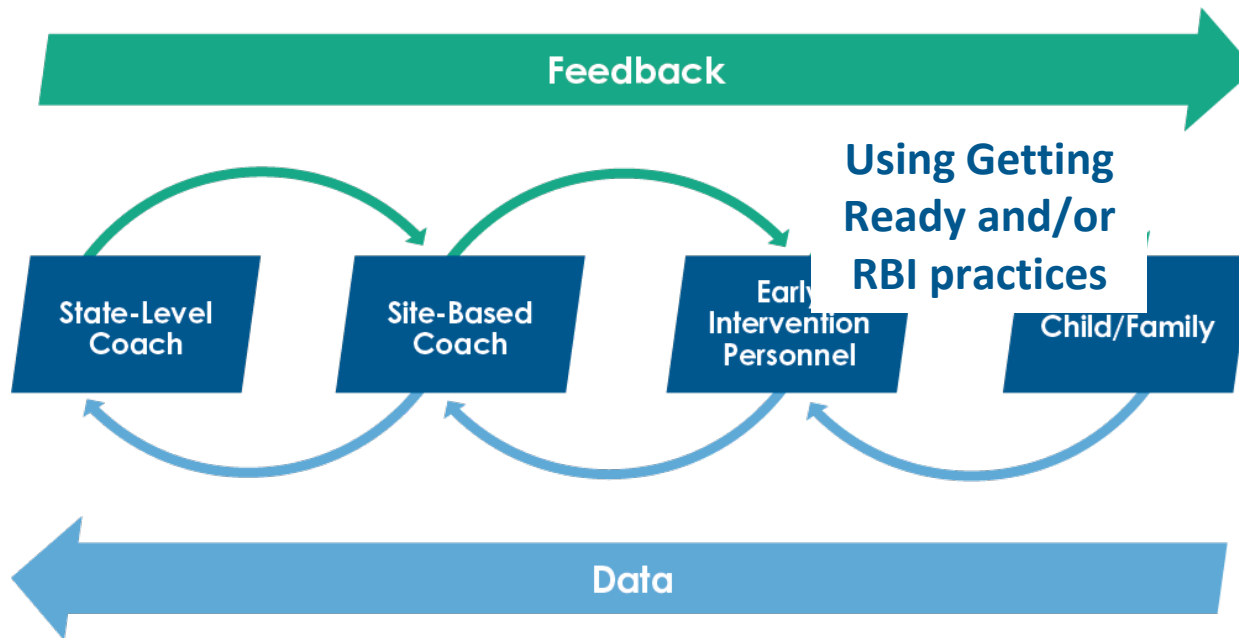 Feedback
Using Getting
Ready and/or
RBI practices
State-Level
Coach
Site-Based
Coach
Early
Intervention
Personnel
Child/Family
Data